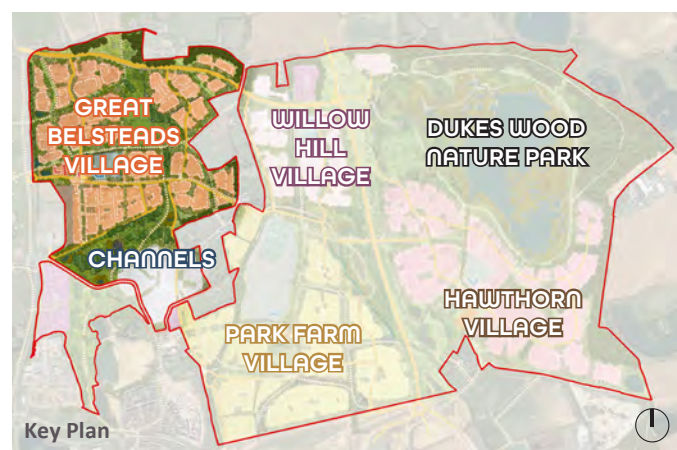 GREAT
BELSTEADS
VILLAGE
WILLOW
HILL
VILLAGE
DUKES WOOD
NATURE PARK
CHANNELS
HAWTHORN
VILLAGE
PARK FARM
VILLAGE
Key Plan